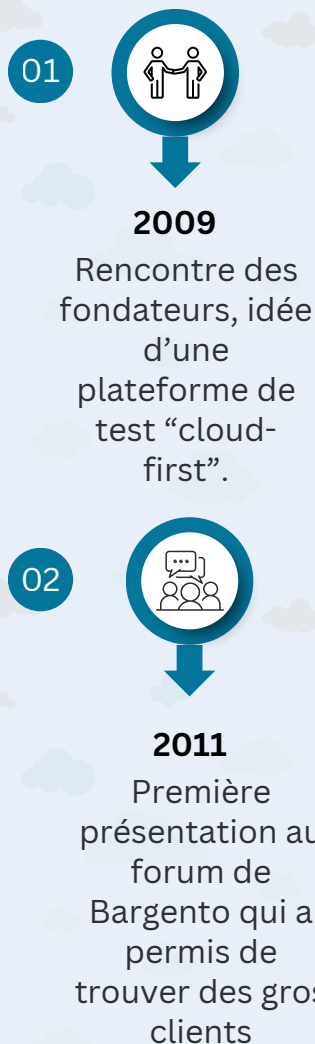 01
2009
Rencontre des
fondateurs, idée
d’une
plateforme de
test “cloud-
first”.
02
2011
Première
présentation au
forum de
Bargento qui a
permis de
trouver des gros
clients